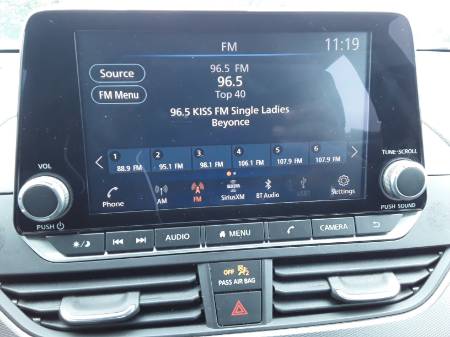 FM
11:19
Source
96.5 FM
96.5
FM Menu
Top 40
96.5 KISS FM Single Ladies
Beyonce
1 2 3 4 5 6
88.9 FM 95.1 FM 98.1 FM 106.1 FM 107.9 FM 107.9 FM
VOL
TUNE·SCROLL
Phone AM FM SiriusXM BT Audio USB Settings
PUSH
PUSH SOUND
AUDIO MENU CAMERA
OFF
PASS AIR BAG